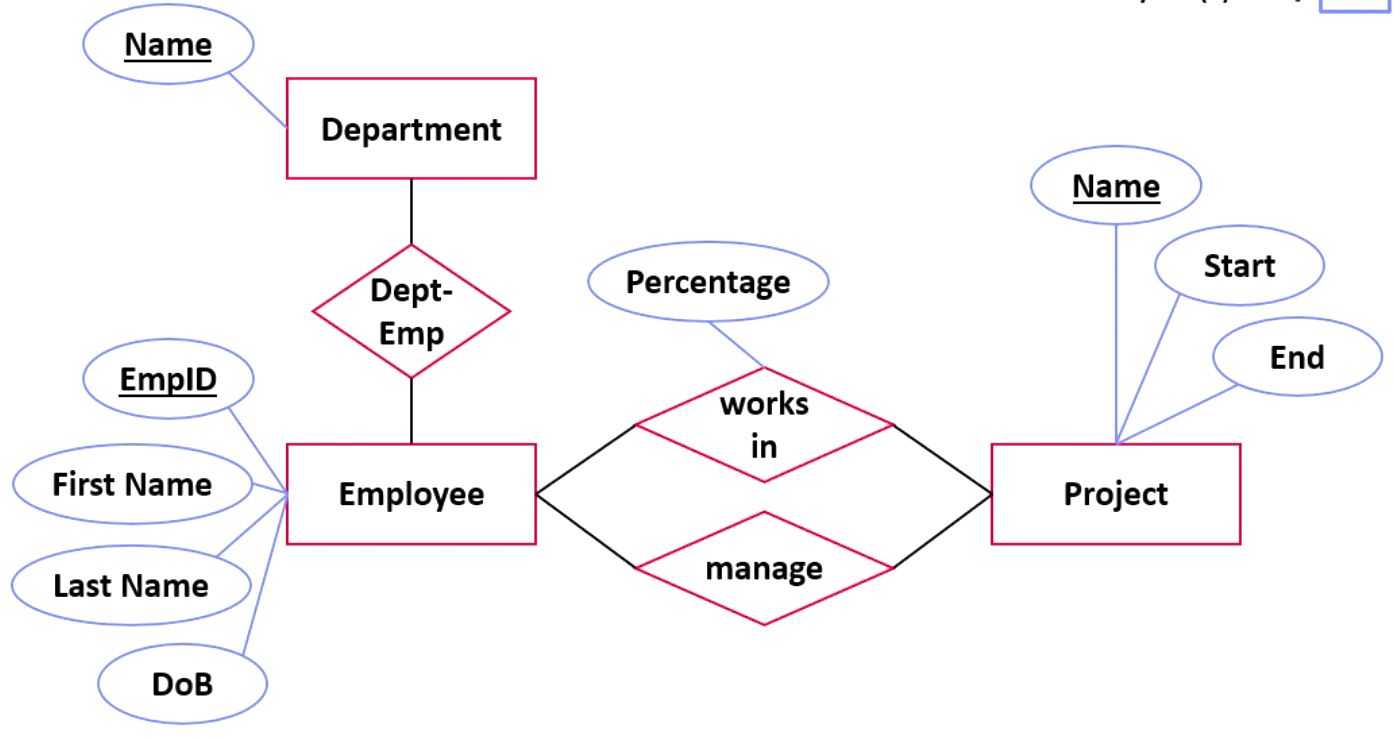 Name
Department
Name
Start
Dept-
Emp
Percentage
End
EmpID
works
in
First Name
Employee
Project
manage
Last Name
DoB